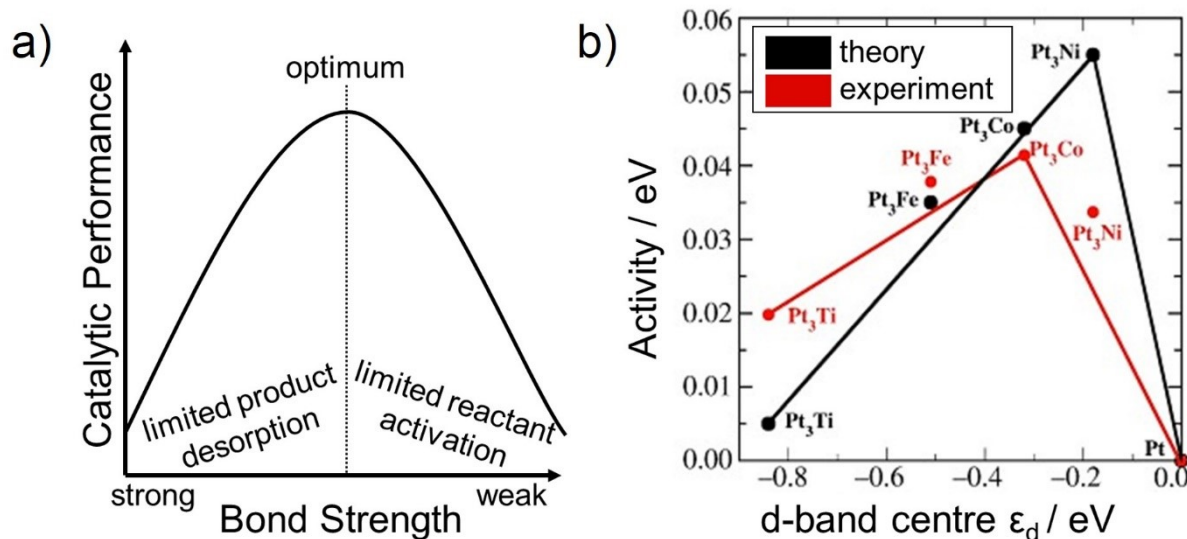 a)
optimum
Catalytic Performance
limited product
desorption
limited reactant
activation
strong
weak
Bond Strength
b)
theory
experiment
0.06
0.05
0.04
0.03
0.02
0.01
0.00
Activity / eV
Pt₃Ni
Pt₃Co
Pt₃Co
Pt₃Fe
Pt₃Fe
Pt₃Ni
Pt₃Ti
Pt₃Ti
Pt
−0.8
−0.6
−0.4
−0.2
0.0
d-band centre ε_d / eV